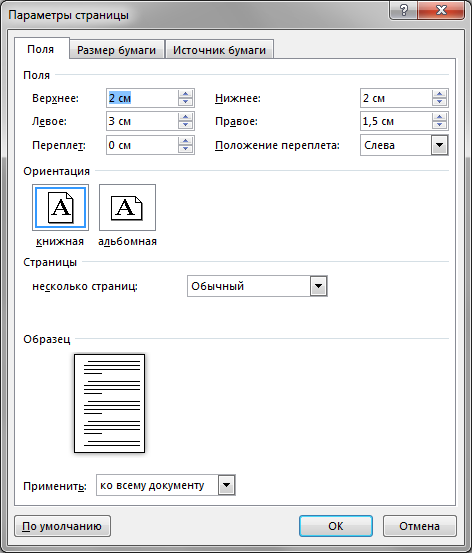 Параметры страницы
Поля Размер бумаги Источник бумаги
Поля
Верхнее: 2 см Нижнее: 2 см
Левое: 3 см Правое: 1,5 см
Переплет: 0 см Положение переплета: Слева
Ориентация
A A
книжная альбомная
Страницы
несколько страниц: Обычный
Образец
Применить: ко всему документу
По умолчанию ОК Отмена